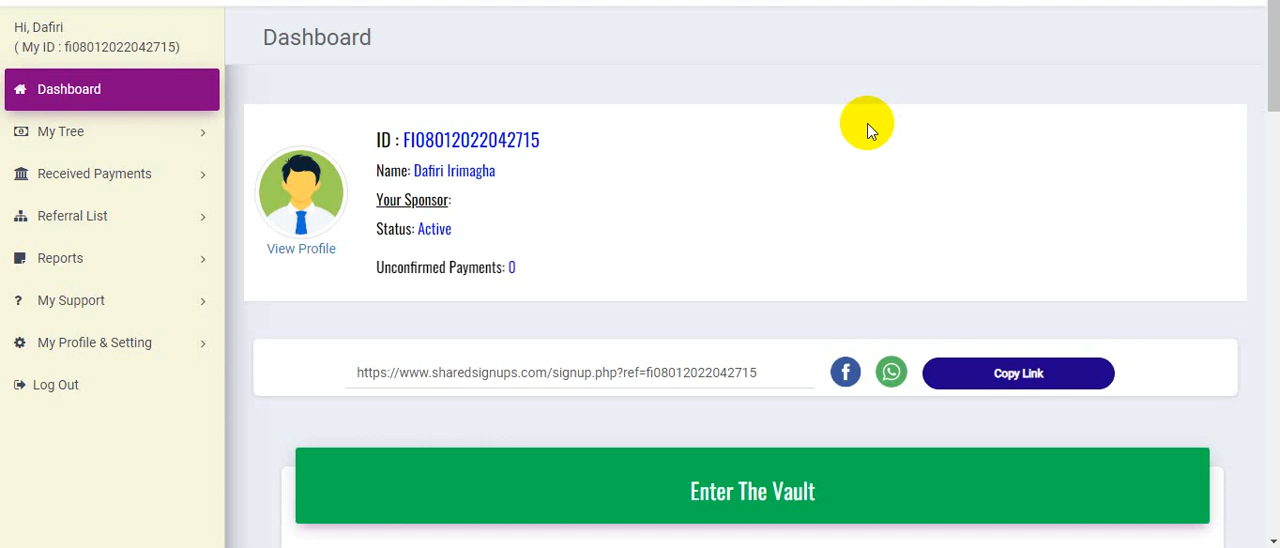 Hi, Dafiri
( My ID : fi08012022042715)
Dashboard
My Tree
Received Payments
Referral List
Reports
My Support
My Profile & Setting
Log Out
Dashboard
ID : FI08012022042715
Name: Dafiri Irimagha
Your Sponsor:
Status: Active
Unconfirmed Payments: 0
View Profile
https://www.sharedsignups.com/signup.php?ref=fi08012022042715
Copy Link
Enter The Vault